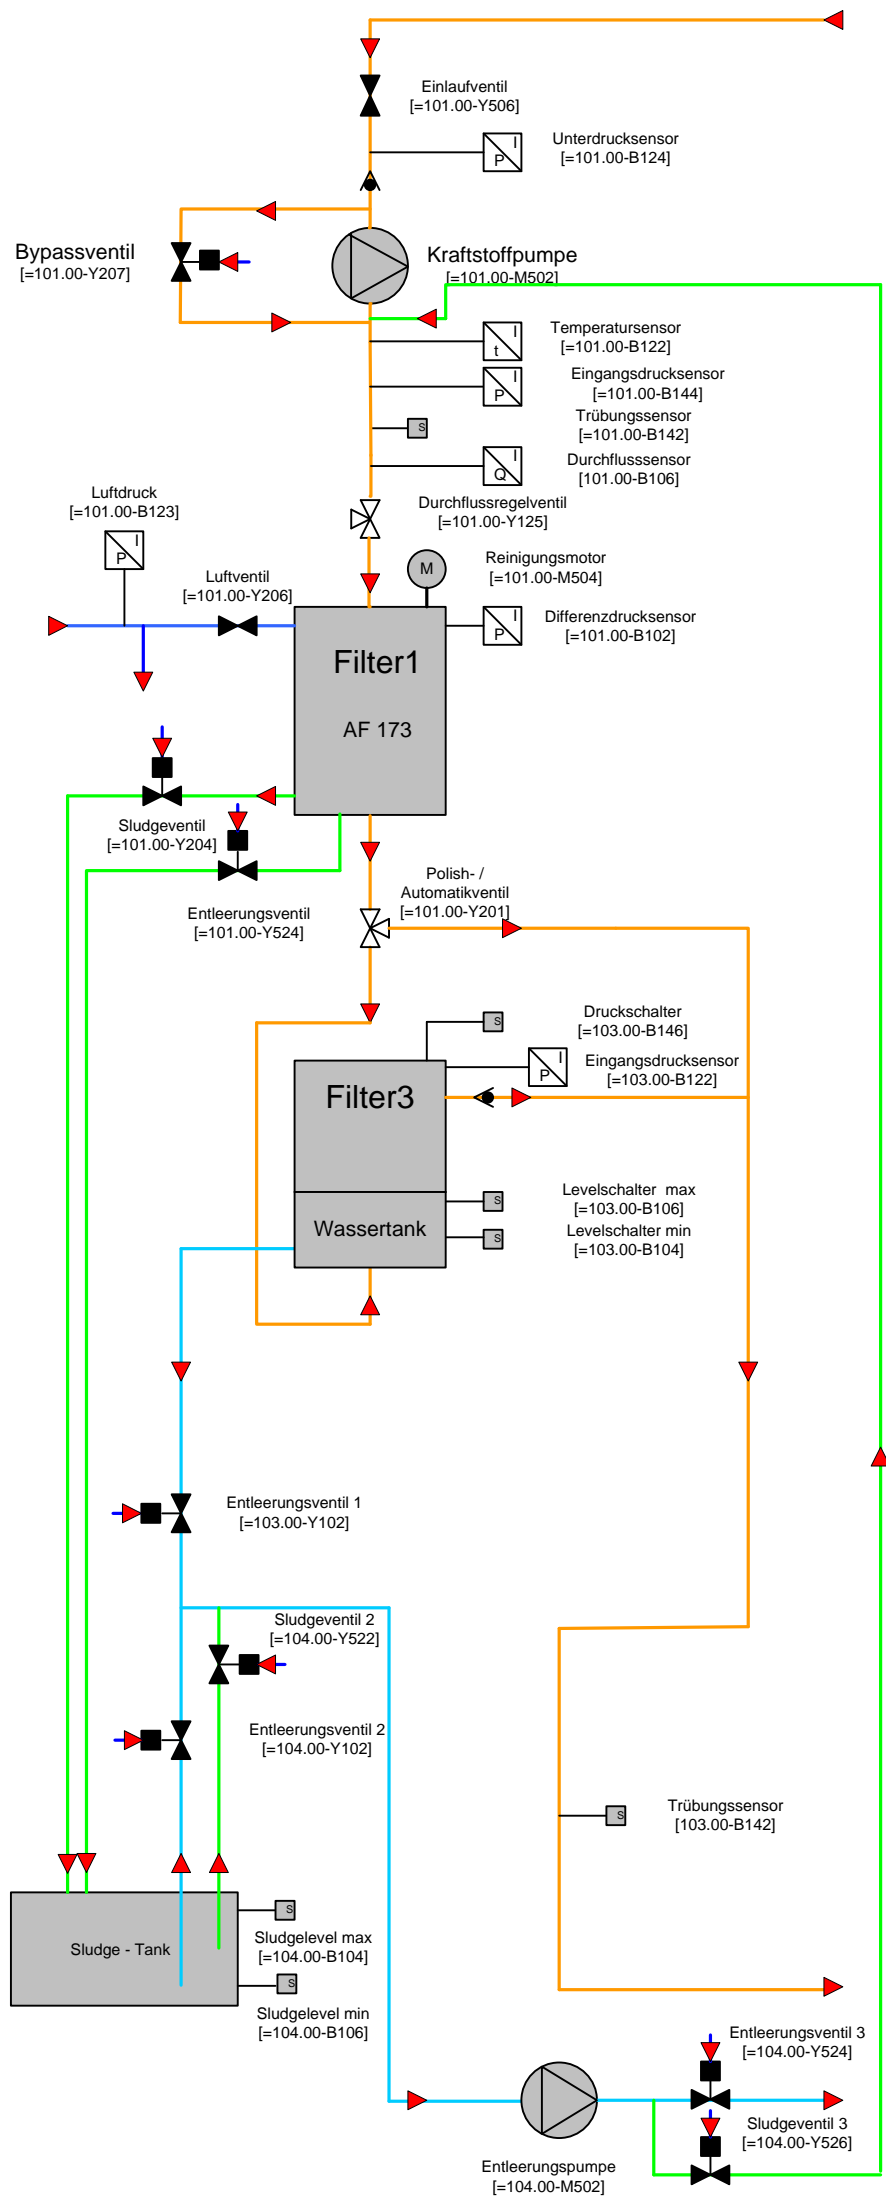 Einlaufventil
[=101.00-Y506]
Unterdrucksensor
[=101.00-B124]
I
P
Bypassventil
[=101.00-Y207]
Kraftstoffpumpe
[=101.00-M502]
Temperatursensor
[=101.00-B122]
I
t
Eingangsdrucksensor
[=101.00-B144]
I
P
Trübungssensor
[=101.00-B142]
S
Durchflusssensor
[101.00-B106]
I
Q
Luftdruck
[=101.00-B123]
I
P
Durchflussregelventil
[=101.00-Y125]
Luftventil
[=101.00-Y206]
M
Reinigungsmotor
[=101.00-M504]
Differenzdrucksensor
[=101.00-B102]
I
P
Filter1
AF 173
Sludgeventil
[=101.00-Y204]
Polish- /
Automatikventil
[=101.00-Y201]
Entleerungsventil
[=101.00-Y524]
Druckschalter
[=103.00-B146]
S
Eingangsdrucksensor
[=103.00-B122]
I
P
Filter3
Levelschalter  max
[=103.00-B106]
S
Wassertank
Levelschalter min
[=103.00-B104]
S
Entleerungsventil 1
[=103.00-Y102]
Sludgeventil 2
[=104.00-Y522]
Entleerungsventil 2
[=104.00-Y102]
Trübungssensor
[103.00-B142]
S
Sludge - Tank
S
Sludgelevel max
[=104.00-B104]
S
Sludgelevel min
[=104.00-B106]
Entleerungsventil 3
[=104.00-Y524]
Sludgeventil 3
[=104.00-Y526]
Entleerungspumpe
[=104.00-M502]